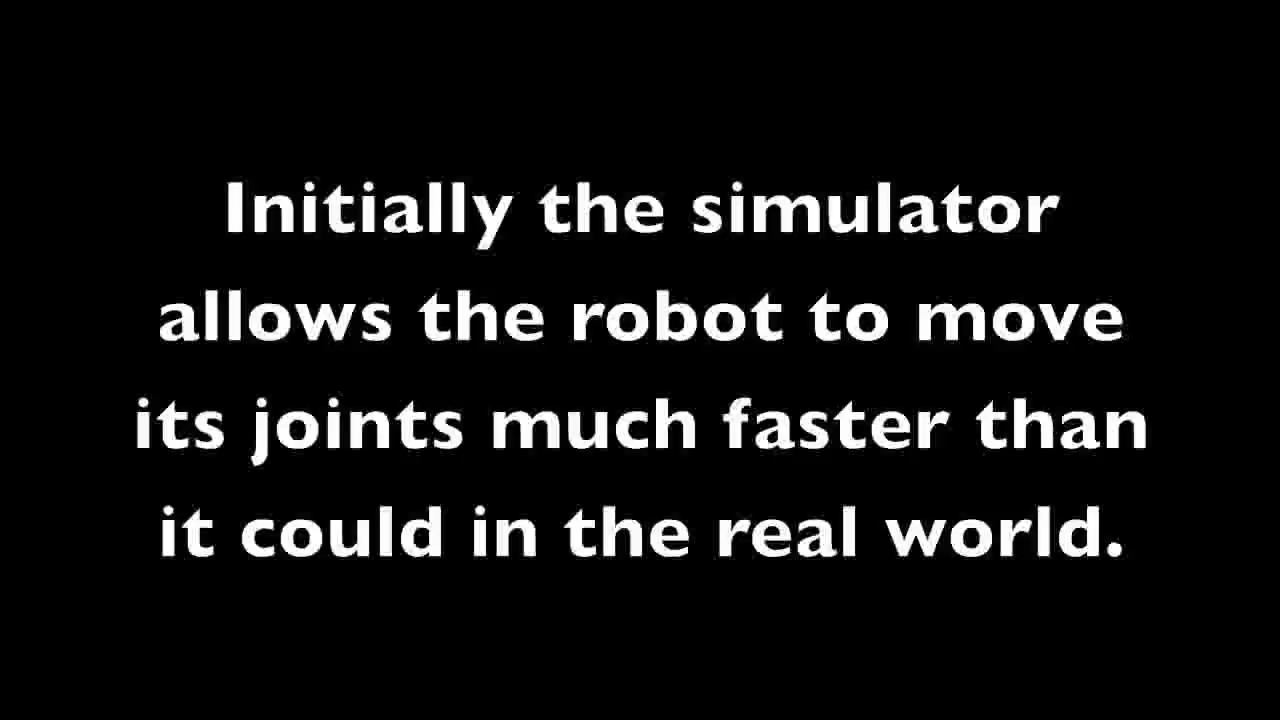 Initially the simulator
allows the robot to move
its joints much faster than
it could in the real world.